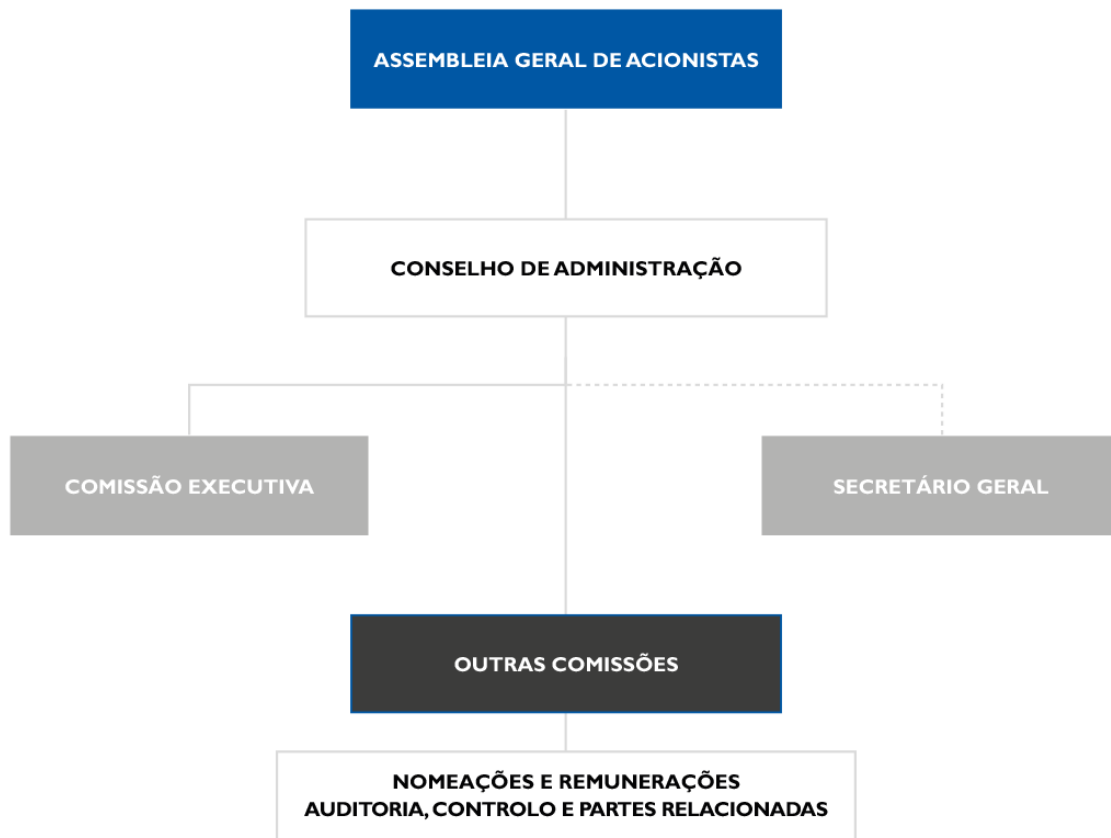 ASSEMBLEIA GERAL DE ACIONISTAS
CONSELHO DE ADMINISTRAÇÃO
COMISSÃO EXECUTIVA
SECRETÁRIO GERAL
OUTRAS COMISSÕES
NOMEAÇÕES E REMUNERAÇÕES
AUDITORIA, CONTROLO E PARTES RELACIONADAS